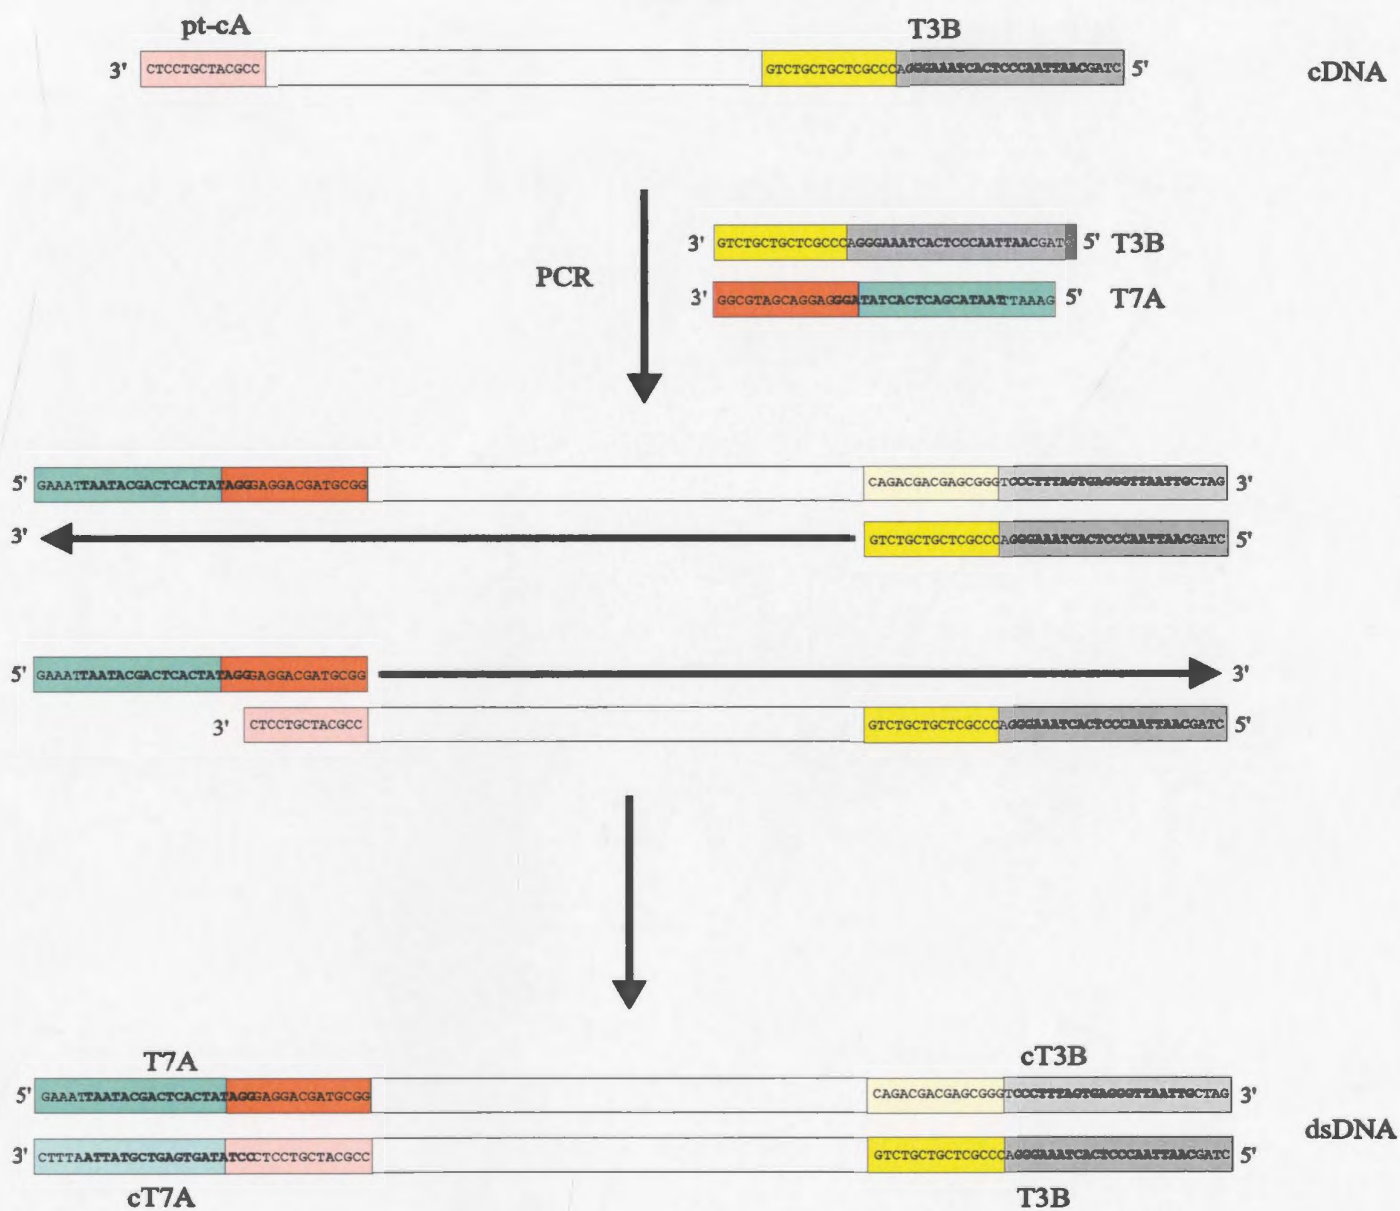 pt-cA T3B
3' CTCCTGCTACGCC GTCTGCTGCTCGCCCAGGGAAATCACTCCCAATTAACGATC 5' cDNA
3' GTCTGCTGCTCGCCCAGGGAAATCACTCCCAATTAACGAT 5' T3B
PCR
3' GGCGTAGCAGGAGGGATATCACTCAGCATAATTTAAAG 5' T7A
5' GAAATTAATACGACTCACTATAGGGAGGACGATGCGG CAGACGACGAGCGGGTCCCTTTAGTGAGGGTTAATTGCTAG 3'
3' GTCTGCTGCTCGCCCAGGGAAATCACTCCCAATTAACGATC 5'
5' GAAATTAATACGACTCACTATAGGGAGGACGATGCGG 3'
3' CTCCTGCTACGCC GTCTGCTGCTCGCCCAGGGAAATCACTCCCAATTAACGATC 5'
T7A cT3B
5' GAAATTAATACGACTCACTATAGGGAGGACGATGCGG CAGACGACGAGCGGGTCCCTTTAGTGAGGGTTAATTGCTAG 3'
dsDNA
3' CTTTAATTATGCTGAGTGATATCCCTCCTGCTACGCC GTCTGCTGCTCGCCCAGGGAAATCACTCCCAATTAACGATC 5'
cT7A T3B